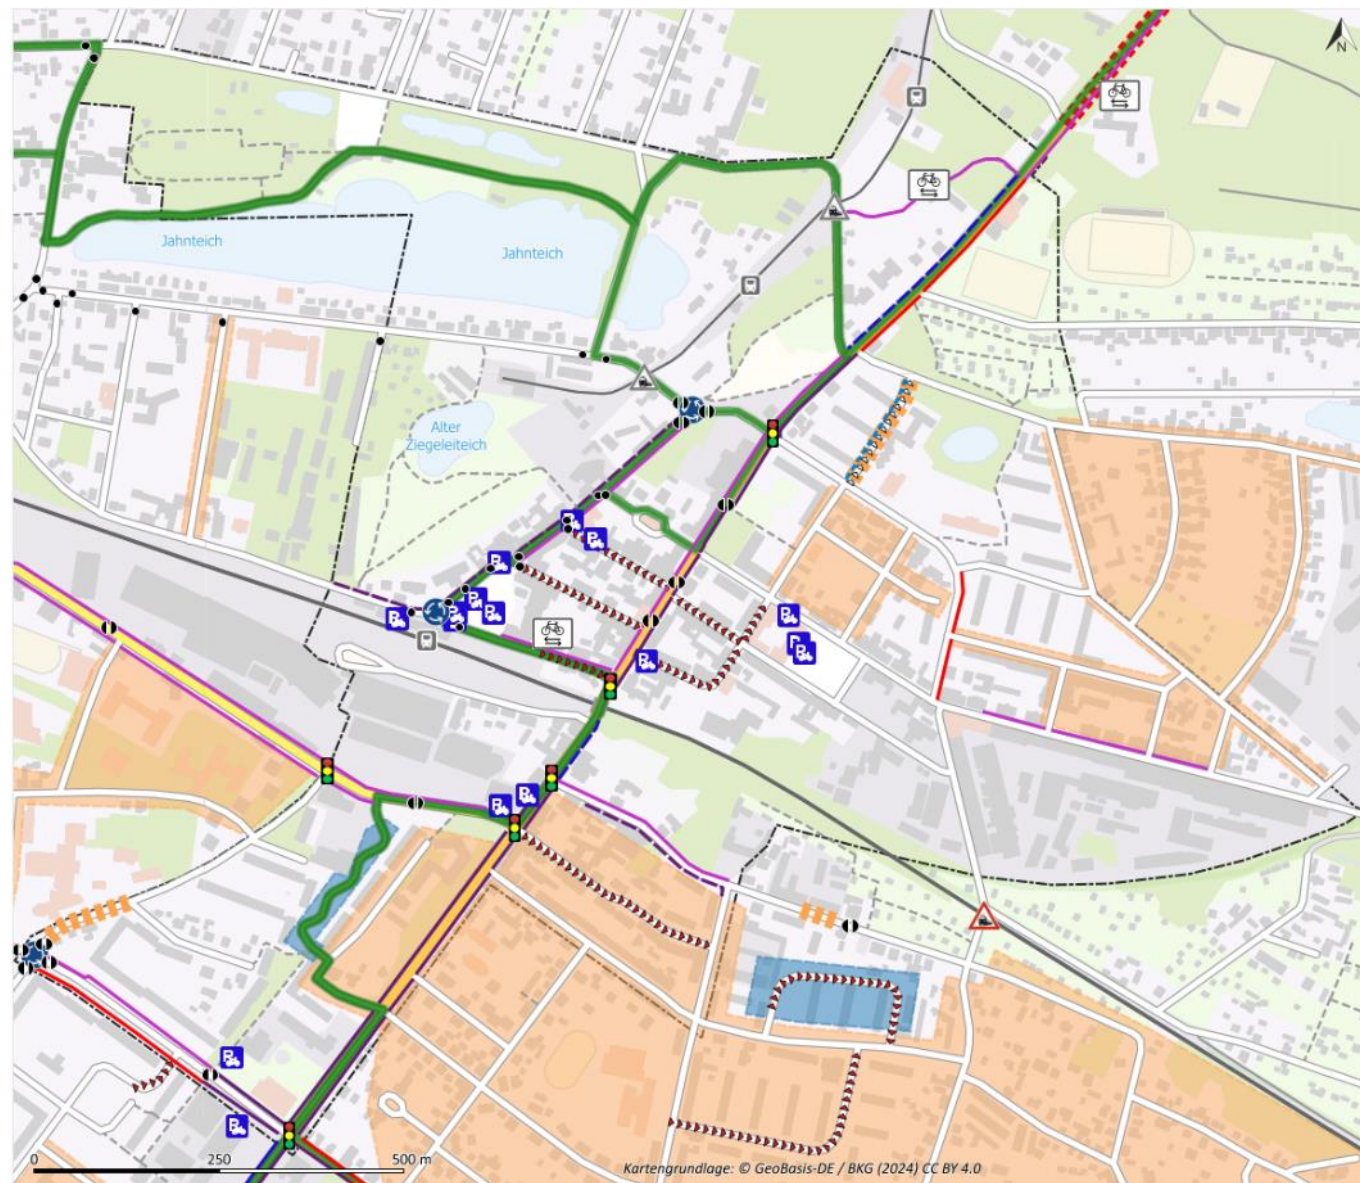 N
Jahnteich
Jahnteich
Alter
Ziegeleiteich
0
250
500 m
Kartengrundlage: © GeoBasis-DE / BKG (2024) CC BY 4.0